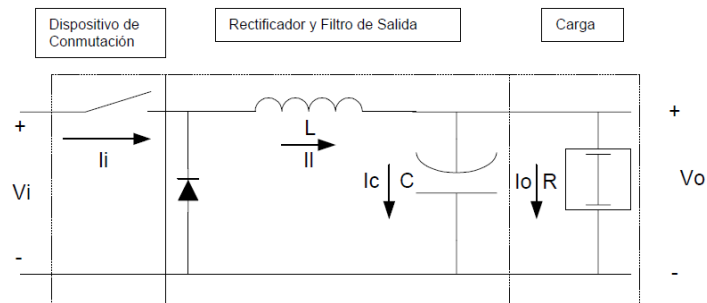 Dispositivo de
Conmutación
Rectificador y Filtro de Salida
Carga
+
Ii
Vi
-
L
Il
Ic
C
Io
R
+
Vo
-